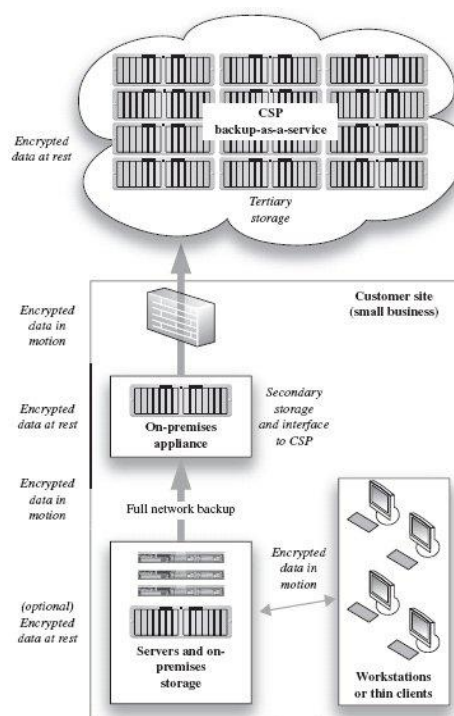 CSP
backup-as-a-service
Encrypted
data at rest
Tertiary
storage
Customer site
(small business)
Encrypted
data in
motion
Encrypted
data at rest
On-premises
appliance
Secondary
storage
and interface
to CSP
Encrypted
data in
motion
Full network backup
Encrypted
data in
motion
(optional)
Encrypted
data at rest
Servers and on-
premises
storage
Workstations
or thin clients